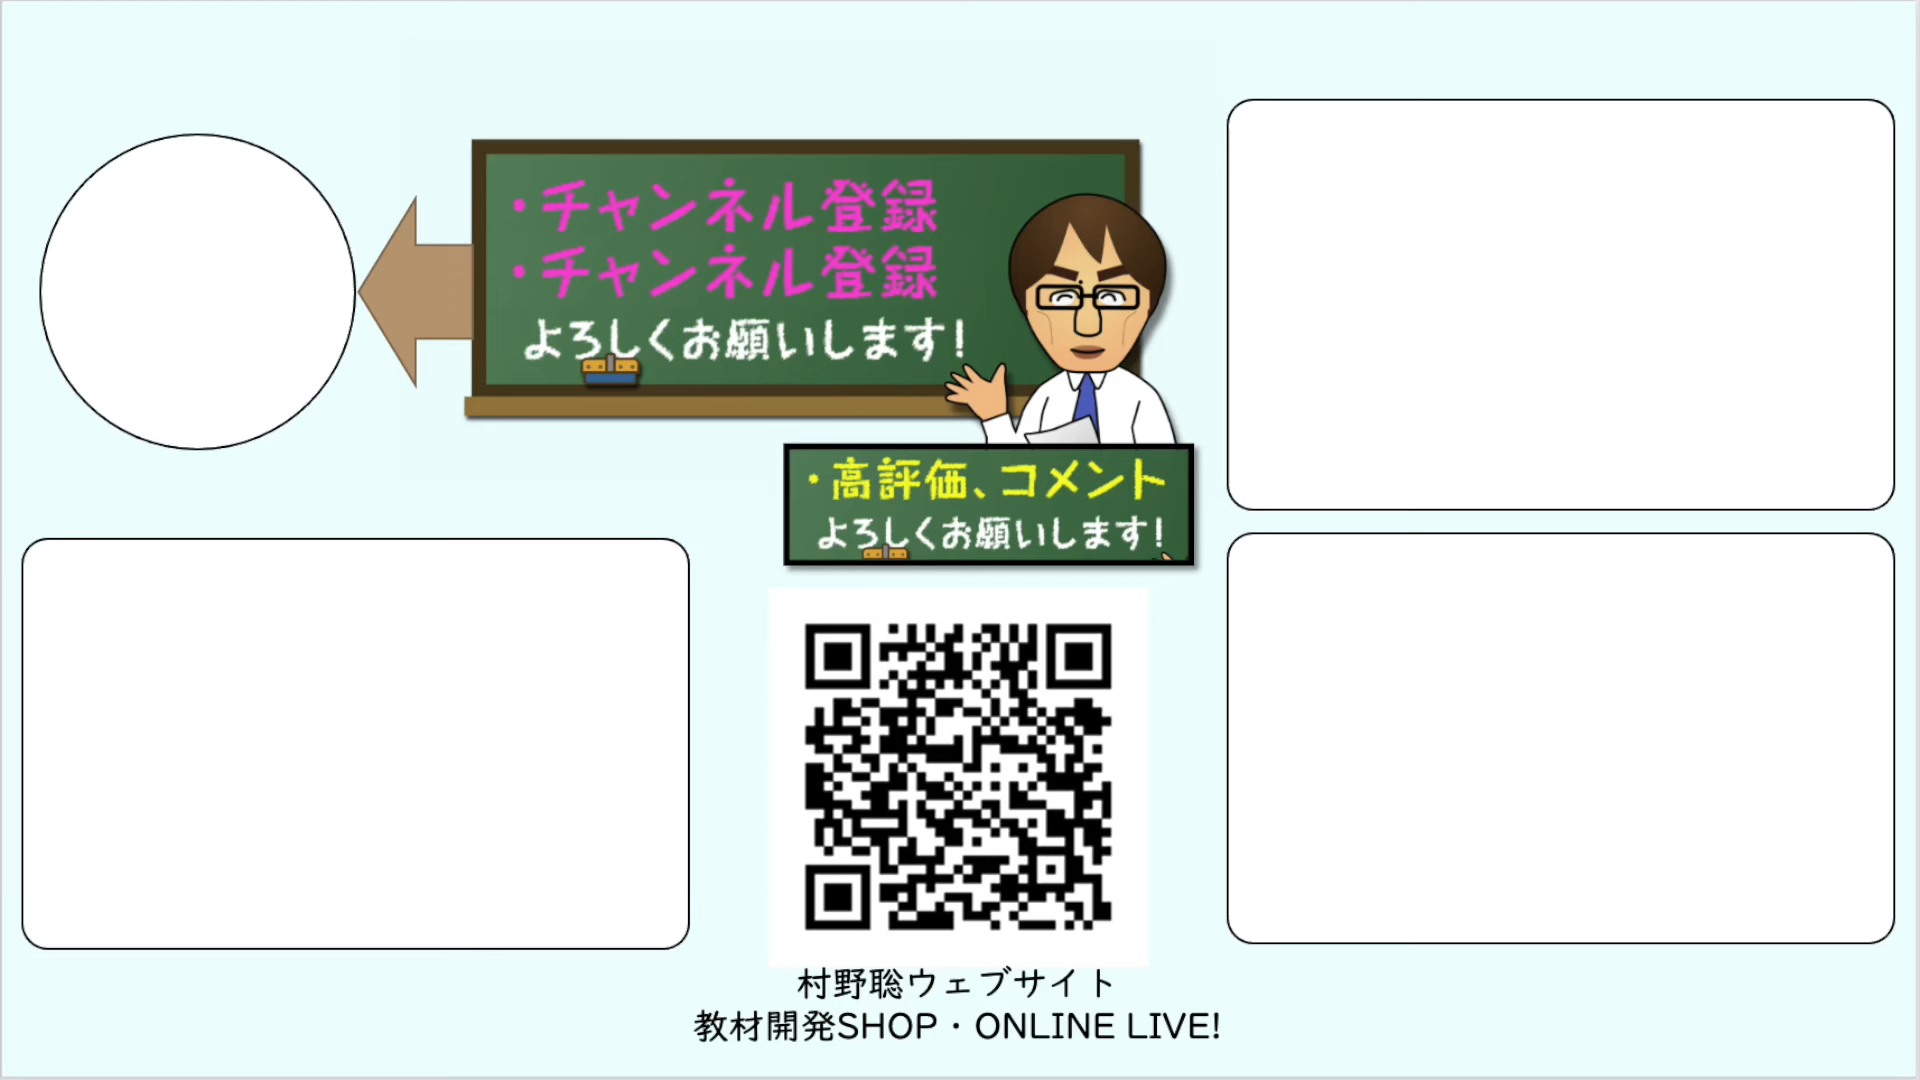 ・チャンネル登録
・チャンネル登録
よろしくお願いします!
・高評価、コメント
よろしくお願いします!
村野聡ウェブサイト
教材開発SHOP・ONLINE LIVE!